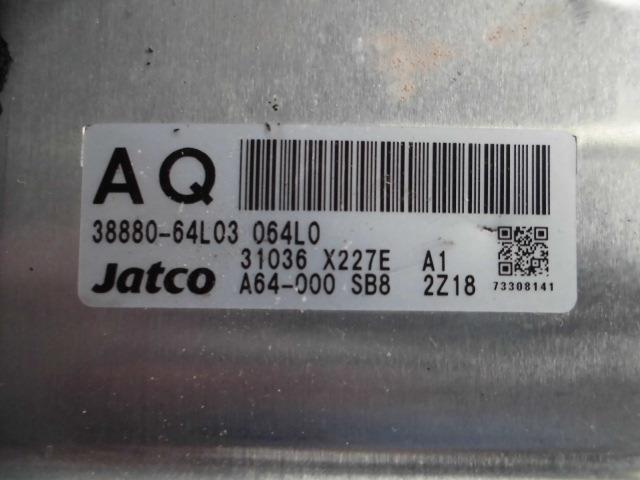 AQ
38880-64L03 064L0
31036 X227E A1
Jatco A64-000 SB8 2Z18
73308141